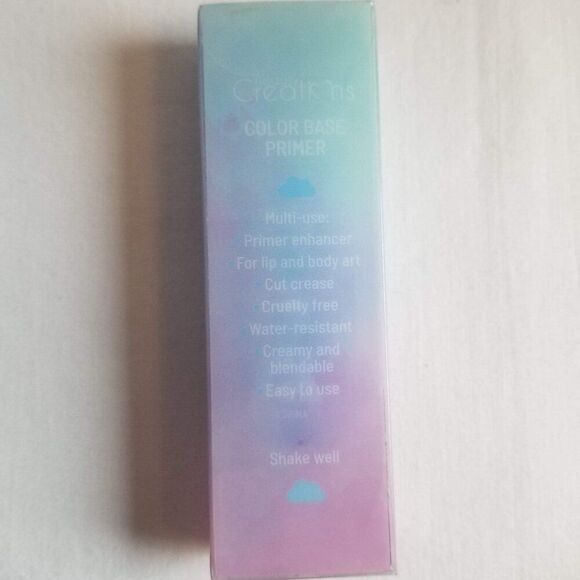 Creations
COLOR BASE
PRIMER
Multi-use:
• Primer enhancer
• For lip and body art
• Cut crease
• Cruelty free
• Water-resistant
• Creamy and
blendable
• Easy to use
Shake well